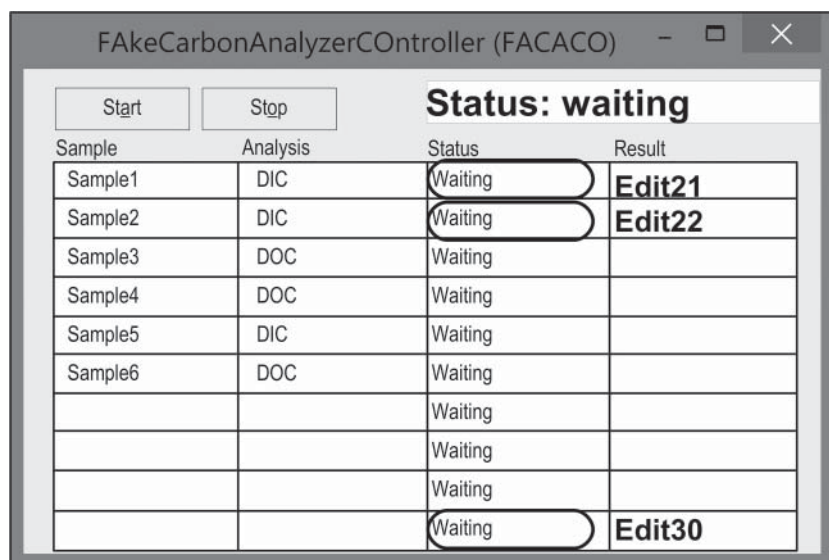 FAkeCarbonAnalyzerCOntroller (FACACO)
Start Stop Status: waiting
Sample Analysis Status Result
Sample1 DIC Waiting Edit21
Sample2 DIC Waiting Edit22
Sample3 DOC Waiting
Sample4 DOC Waiting
Sample5 DIC Waiting
Sample6 DOC Waiting
Waiting
Waiting
Waiting
Waiting Edit30